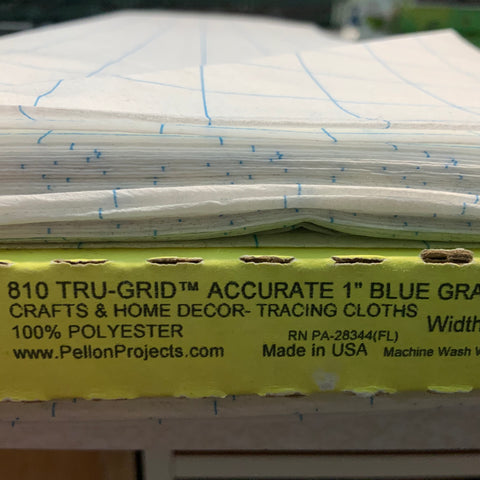 810 TRU-GRID™ ACCURATE 1" BLUE GRA
CRAFTS & HOME DECOR- TRACING CLOTHS
100% POLYESTER
RN PA-28344(FL)
Width
www.PellonProjects.com
Made in USA
Machine Wash W